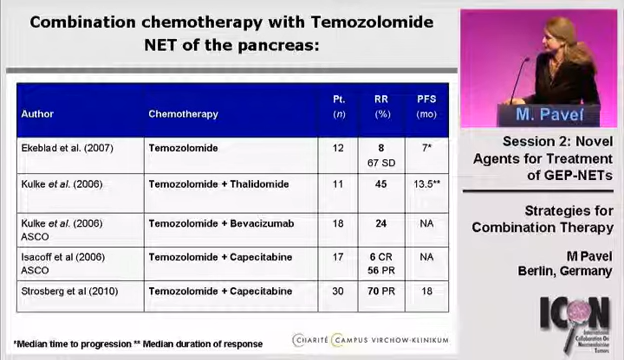 Combination chemotherapy with Temozolomide
NET of the pancreas:
Author Chemotherapy Pt. (n) RR (%) PFS (mo)
Ekeblad et al. (2007) Temozolomide 12 8 7*
67 SD
Kulke et al. (2006) Temozolomide + Thalidomide 11 45 13.5**
Kulke et al. (2006) Temozolomide + Bevacizumab 18 24 NA
ASCO
Isacoff et al (2006) Temozolomide + Capecitabine 17 6 CR NA
ASCO 56 PR
Strosberg et al (2010) Temozolomide + Capecitabine 30 70 PR 18
*Median time to progression ** Median duration of response
CHARITÉ CAMPUS VIRCHOW-KLINIKUM
M. Pavel
Session 2: Novel
Agents for Treatment
of GEP-NETs
Strategies for
Combination Therapy
M Pavel
Berlin, Germany
ICON
International
Collaboration On
Neuroendocrine
Tumors